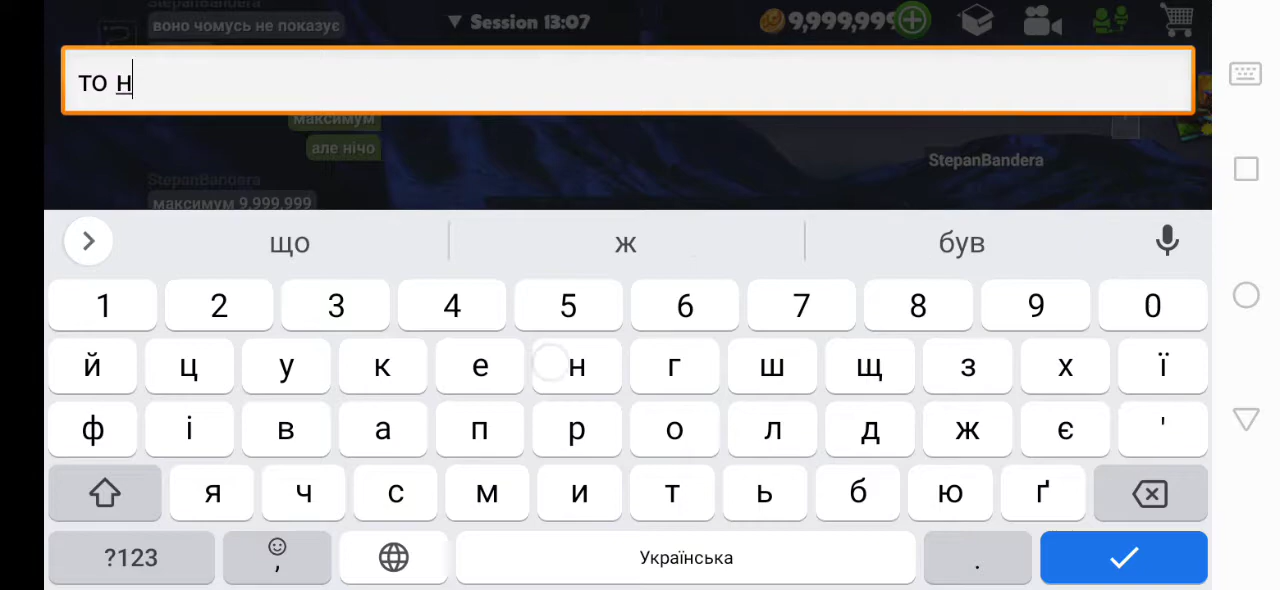 StepanBandera
воно чомусь не показує
▼ Session 13:07
9,999,999
то н
максимум
але нічо
StepanBandera
StepanBandera
максимум 9,999,999
що ж був
1 2 3 4 5 6 7 8 9 0
й ц у к е н г ш щ з х ї
ф і в а п р о л д ж є '
я ч с м и т ь б ю ґ
?123 , Українська .